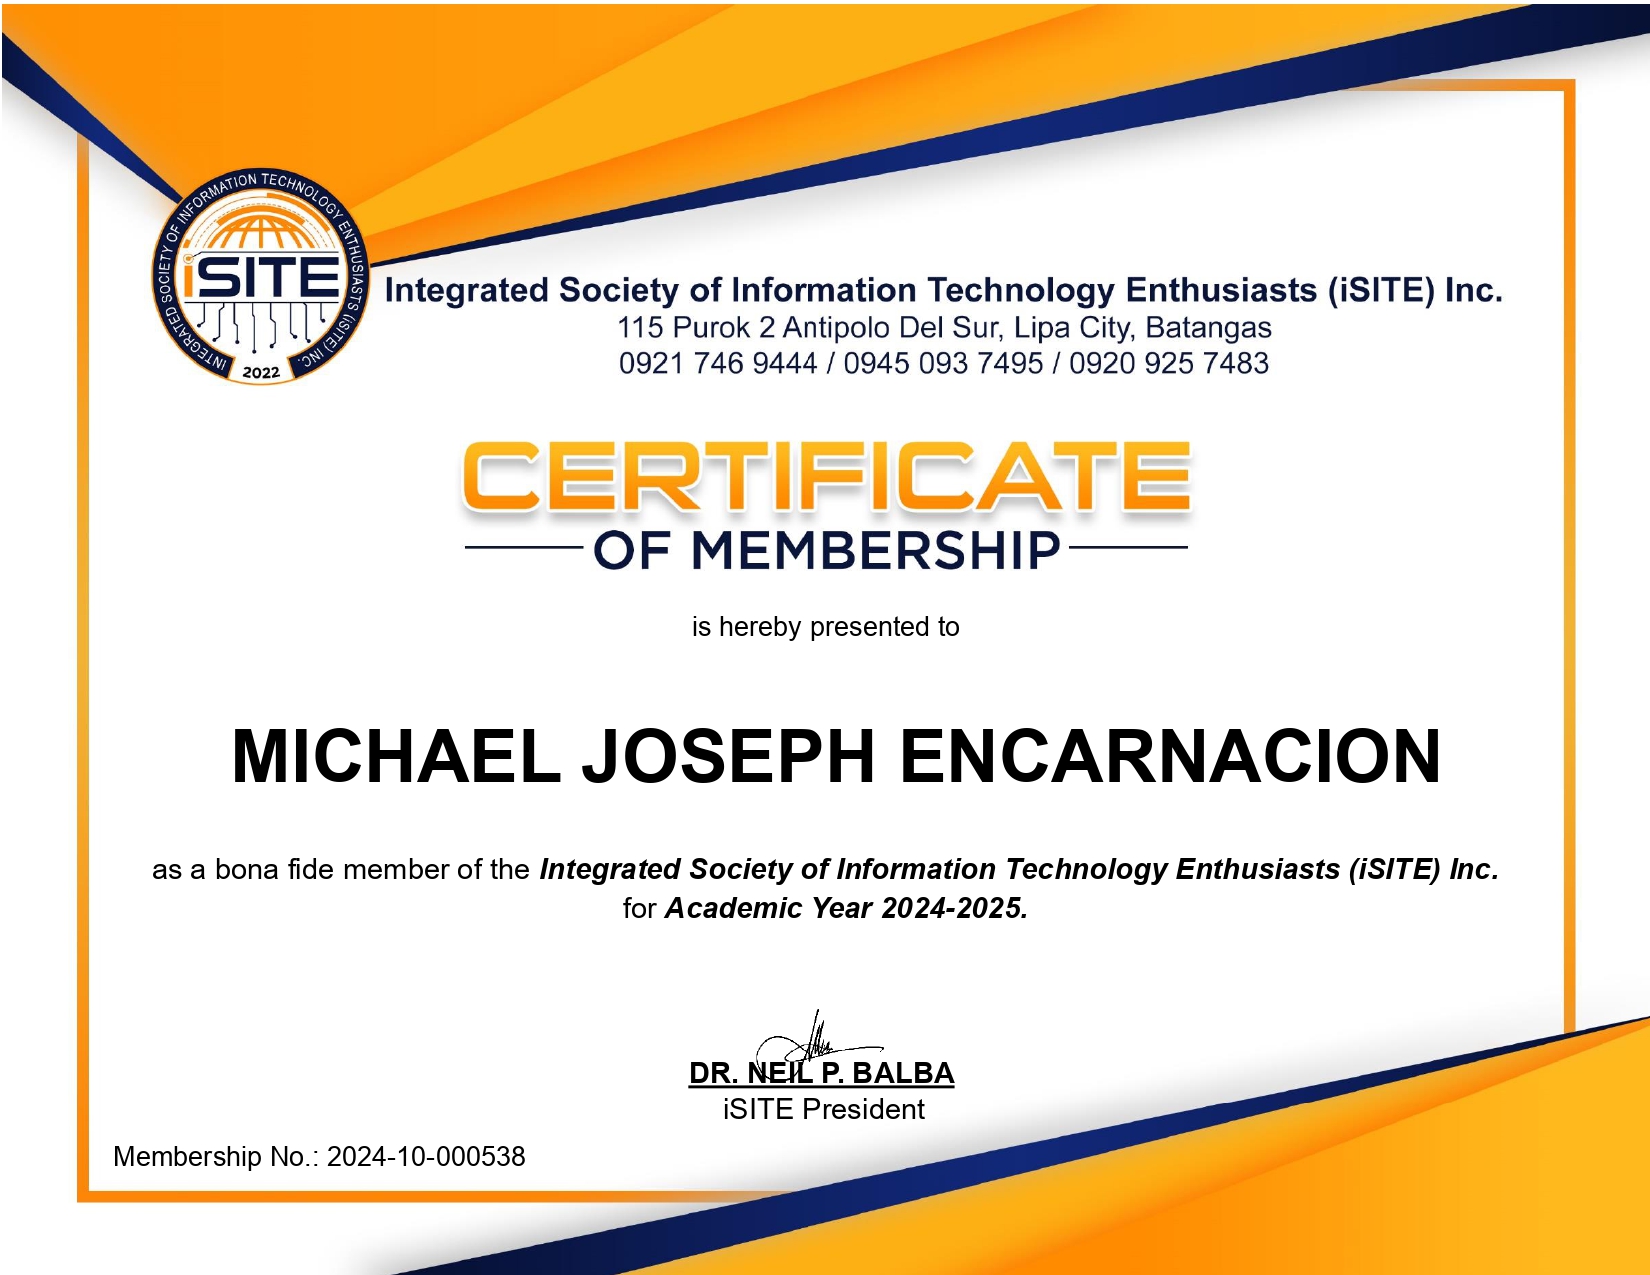 INTEGRATED SOCIETY OF INFORMATION TECHNOLOGY ENTHUSIASTS (iSITE) INC.
iSITE
2022
Integrated Society of Information Technology Enthusiasts (iSITE) Inc.
115 Purok 2 Antipolo Del Sur, Lipa City, Batangas
0921 746 9444 / 0945 093 7495 / 0920 925 7483
CERTIFICATE
OF MEMBERSHIP
is hereby presented to
MICHAEL JOSEPH ENCARNACION
as a bona fide member of the Integrated Society of Information Technology Enthusiasts (iSITE) Inc.
for Academic Year 2024-2025.
DR. NEIL P. BALBA
iSITE President
Membership No.: 2024-10-000538